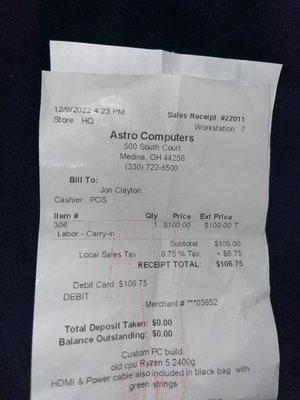 12/9/2022 4:23 PM
Store: HQ
Sales Receipt #22011
Workstation: 7
Astro Computers
500 South Court
Medina, OH 44256
(330) 722-6500
Bill To:
Jon Clayton
Cashier: POS
Item # Qty Price Ext Price
306 1 $100.00 $100.00 T
Labor - Carry-in
Subtotal $100.00
Local Sales Tax 6.75 % Tax: + $6.75
RECEIPT TOTAL: $106.75
Debit Card: $106.75
DEBIT
Merchant # ***03652
Total Deposit Taken: $0.00
Balance Outstanding: $0.00
Custom PC build
old cpu Ryzen 5 2400g
HDMI & Power cable also included in black bag with
green strings